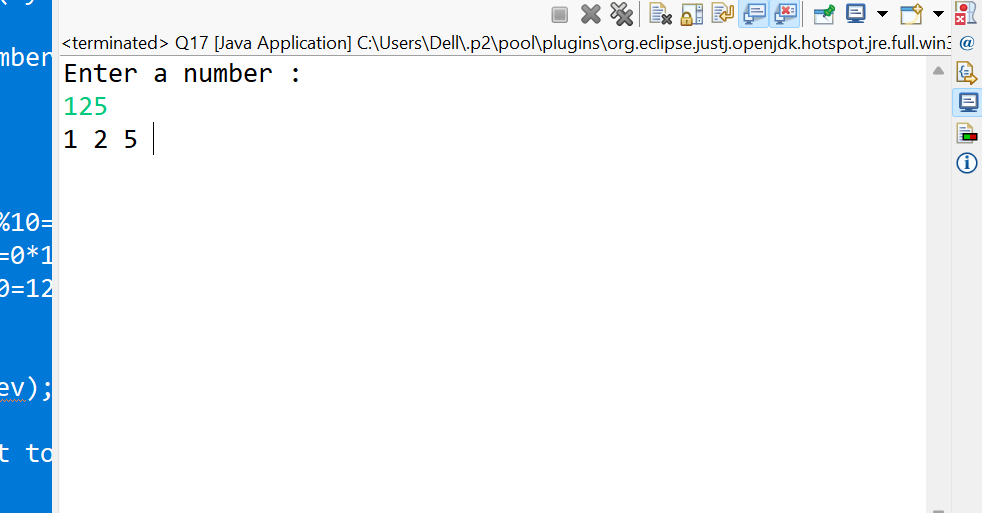 <terminated> Q17 [Java Application] C:\Users\Dell\.p2\pool\plugins\org.eclipse.justj.openjdk.hotspot.jre.full.win3
Enter a number :
125
1 2 5
mber
%10=
=0*1
0=12
ev);
t to